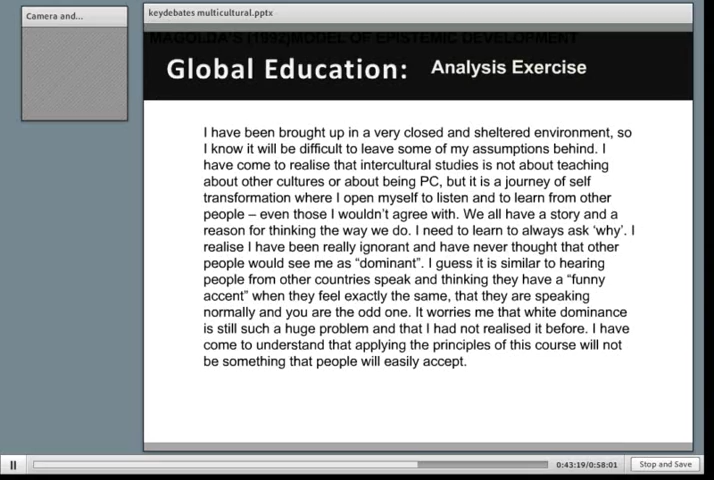 Camera and...
keydebates multicultural.pptx
MAGOLDA'S (1992)MODEL OF EPISTEMIC DEVELOPMENT
Global Education: Analysis Exercise
I have been brought up in a very closed and sheltered environment, so
I know it will be difficult to leave some of my assumptions behind. I
have come to realise that intercultural studies is not about teaching
about other cultures or about being PC, but it is a journey of self
transformation where I open myself to listen and to learn from other
people – even those I wouldn't agree with. We all have a story and a
reason for thinking the way we do. I need to learn to always ask 'why'. I
realise I have been really ignorant and have never thought that other
people would see me as "dominant". I guess it is similar to hearing
people from other countries speak and thinking they have a "funny
accent" when they feel exactly the same, that they are speaking
normally and you are the odd one. It worries me that white dominance
is still such a huge problem and that I had not realised it before. I have
come to understand that applying the principles of this course will not
be something that people will easily accept.
0:43:19/0:58:01
Stop and Save